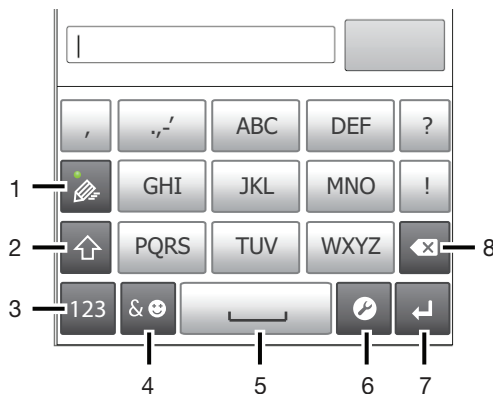 , .,-' ABC DEF ?
1 GHI JKL MNO !
2 PQRS TUV WXYZ 8
3 123 &
4 5 6 7